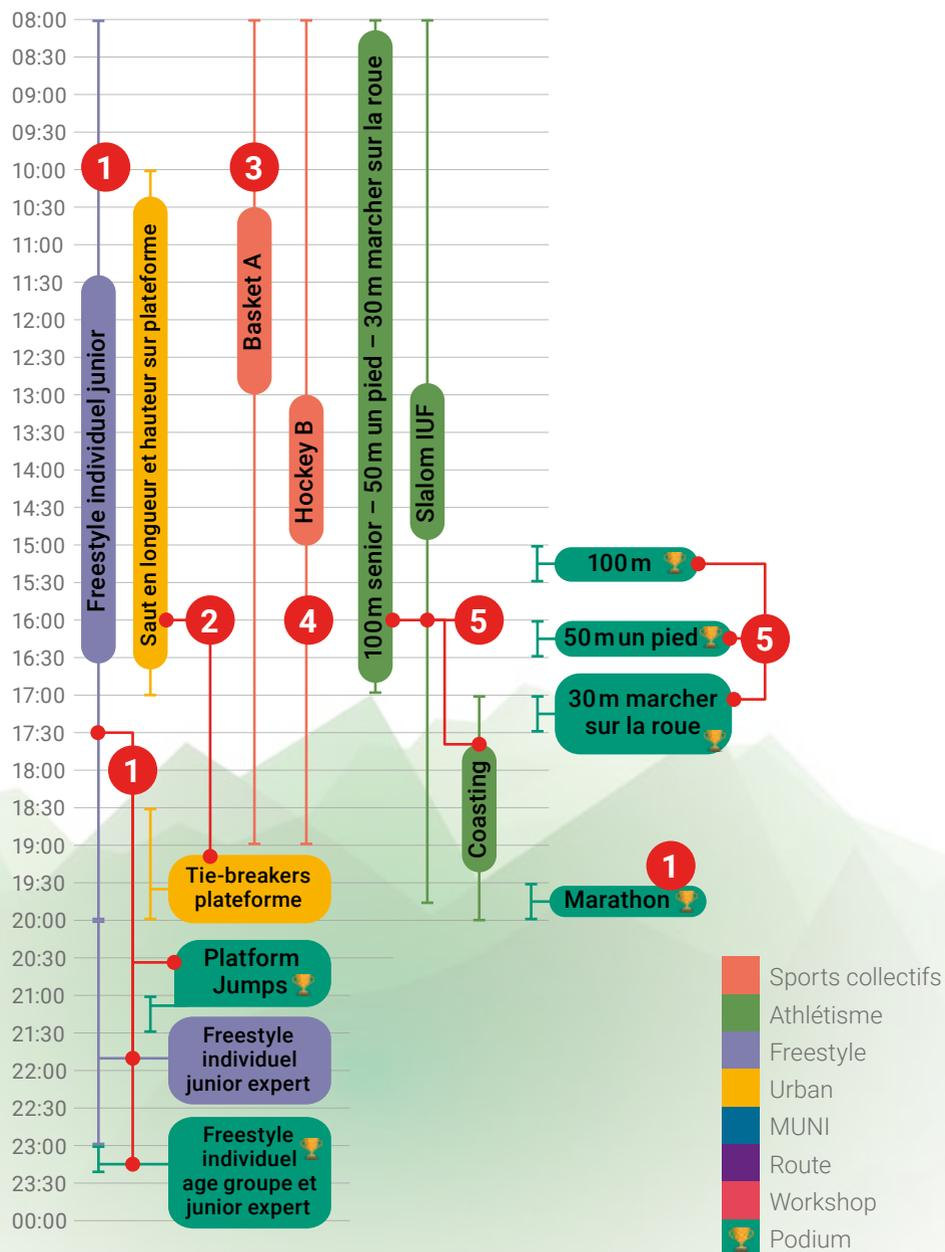 08:00
08:30
09:00
09:30
10:00
10:30
11:00
11:30
12:00
12:30
13:00
13:30
14:00
14:30
15:00
15:30
16:00
16:30
17:00
17:30
18:00
18:30
19:00
19:30
20:00
20:30
21:00
21:30
22:00
22:30
23:00
23:30
00:00
1
Freestyle individuel junior
Saut en longueur et hauteur sur plateforme
3
Basket A
Hockey B
100m senior – 50m un pied – 30m marcher sur la roue
Slalom IUF
2
4
5
100m
50m un pied
30m marcher
sur la roue
5
1
Coasting
1
Marathon
Tie-breakers
plateforme
Platform
Jumps
Freestyle
individuel
junior expert
Freestyle
individuel
age groupe et
junior expert
Sports collectifs
Athlétisme
Freestyle
Urban
MUNI
Route
Workshop
Podium